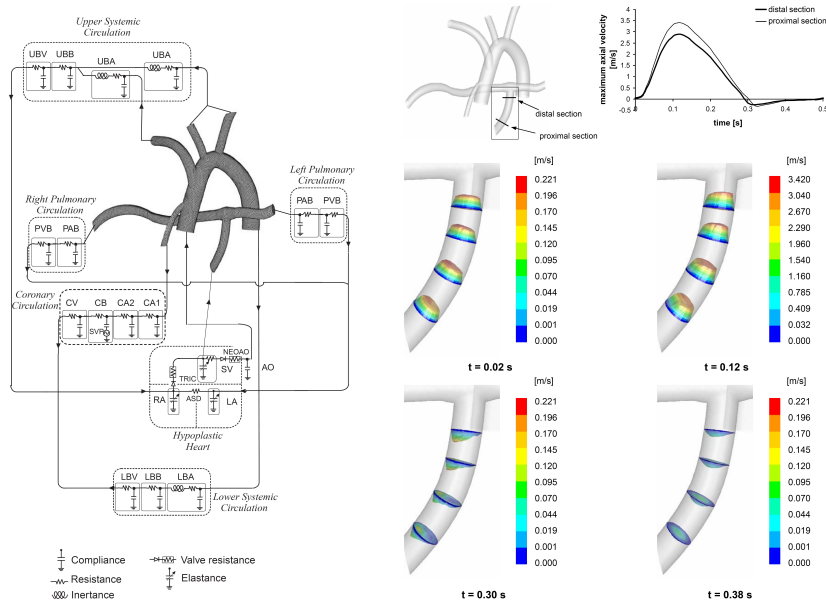 Upper Systemic
Circulation
UBV UBB
UBA
UBA
Left Pulmonary
Circulation
PAB PVB
Right Pulmonary
Circulation
PVB PAB
Coronary
Circulation
CV CB CA2 CA1
SVP
NEOAO
SV
AO
TRIC
RA
ASD
LA
Hypoplastic
Heart
LBV LBB LBA
Lower Systemic
Circulation
Compliance
Resistance
Inertance
Valve resistance
Elastance
distal section
proximal section
maximum axial velocity
[m/s]
4
3.5
3
2.5
2
1.5
1
0.5
0
-0.5
0
0.1
0.2
0.3
0.4
0.5
time [s]
distal section
proximal section
[m/s]
0.221
0.196
0.170
0.145
0.120
0.095
0.070
0.044
0.019
0.001
0.000
t = 0.02 s
[m/s]
3.420
3.040
2.670
2.290
1.960
1.540
1.160
0.785
0.409
0.032
0.000
t = 0.12 s
[m/s]
0.221
0.196
0.170
0.145
0.120
0.095
0.070
0.044
0.019
0.001
0.000
t = 0.30 s
[m/s]
0.221
0.196
0.170
0.145
0.120
0.095
0.070
0.044
0.019
0.001
0.000
t = 0.38 s